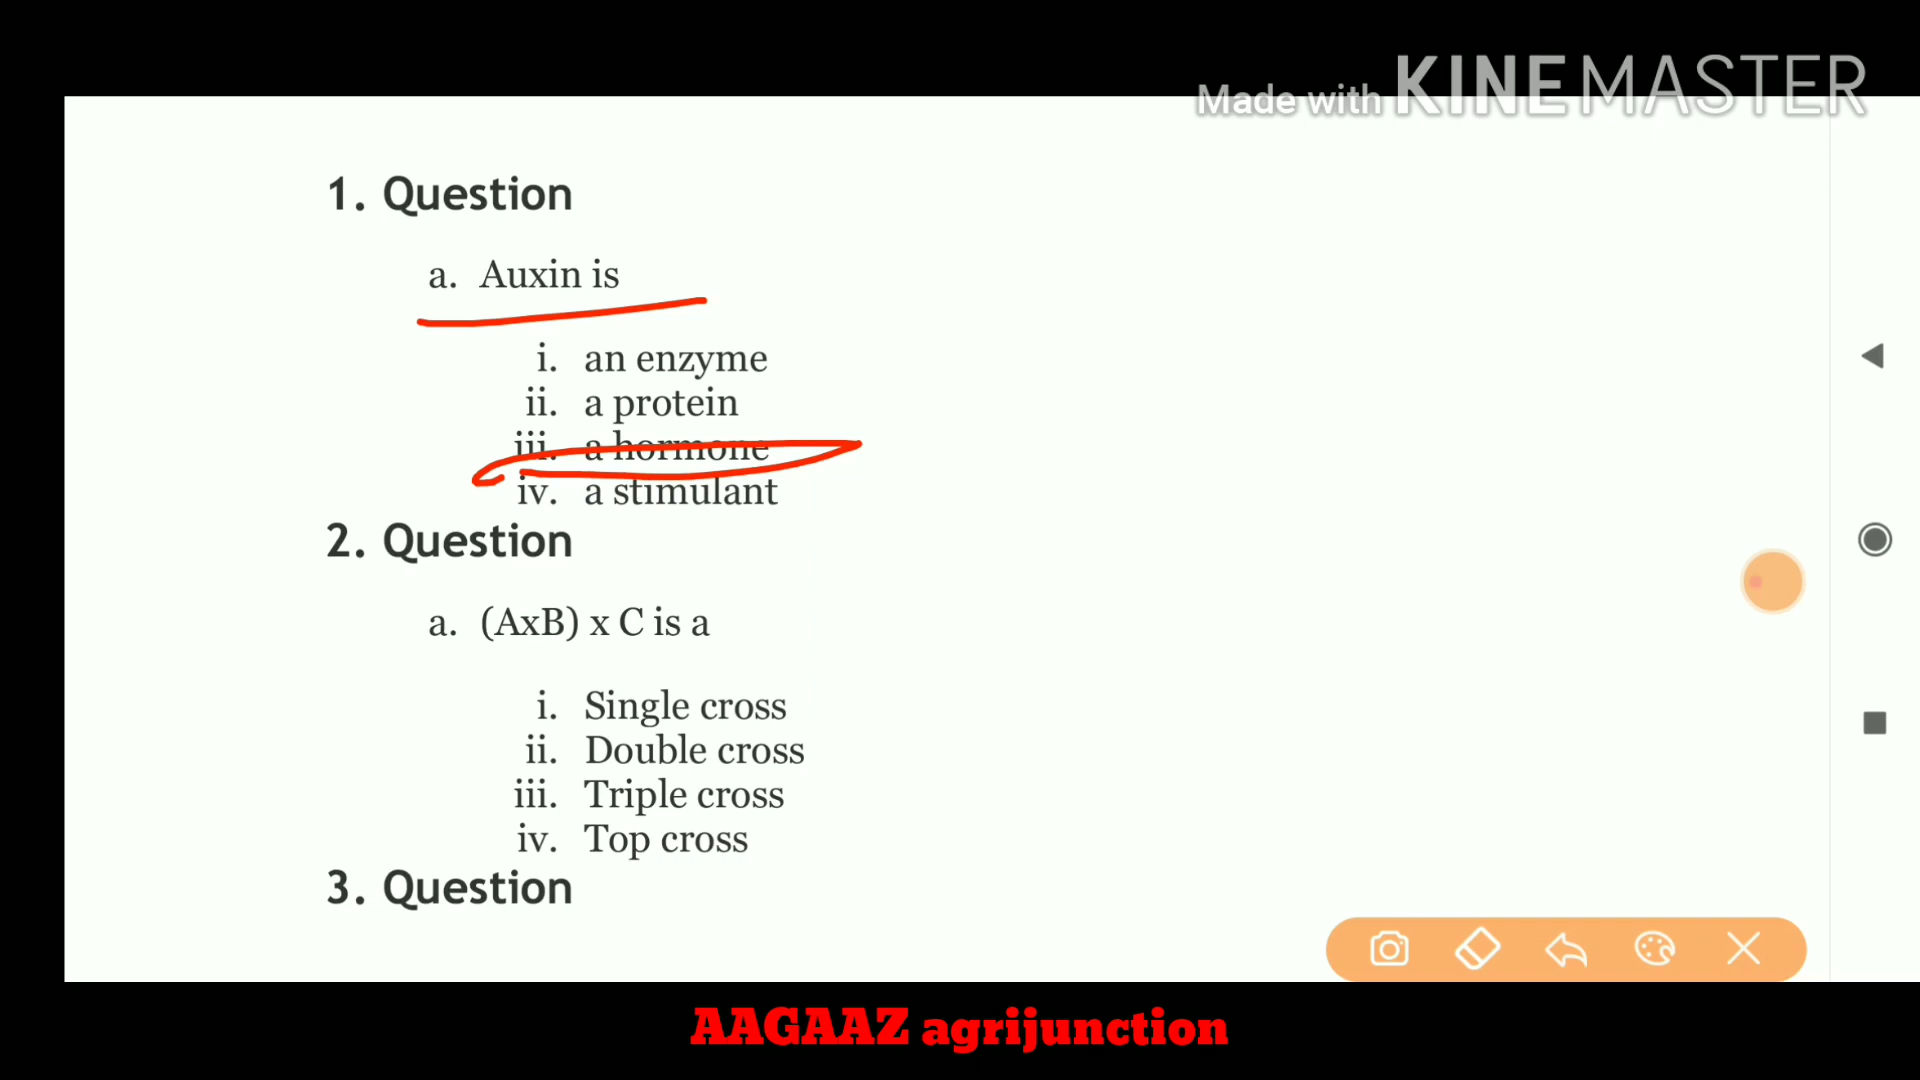 Made with KINEMASTER
1. Question
a. Auxin is
i. an enzyme
ii. a protein
iii. a hormone
iv. a stimulant
2. Question
a. (AxB) x C is a
i. Single cross
ii. Double cross
iii. Triple cross
iv. Top cross
3. Question
AAGAAZ agrijunction